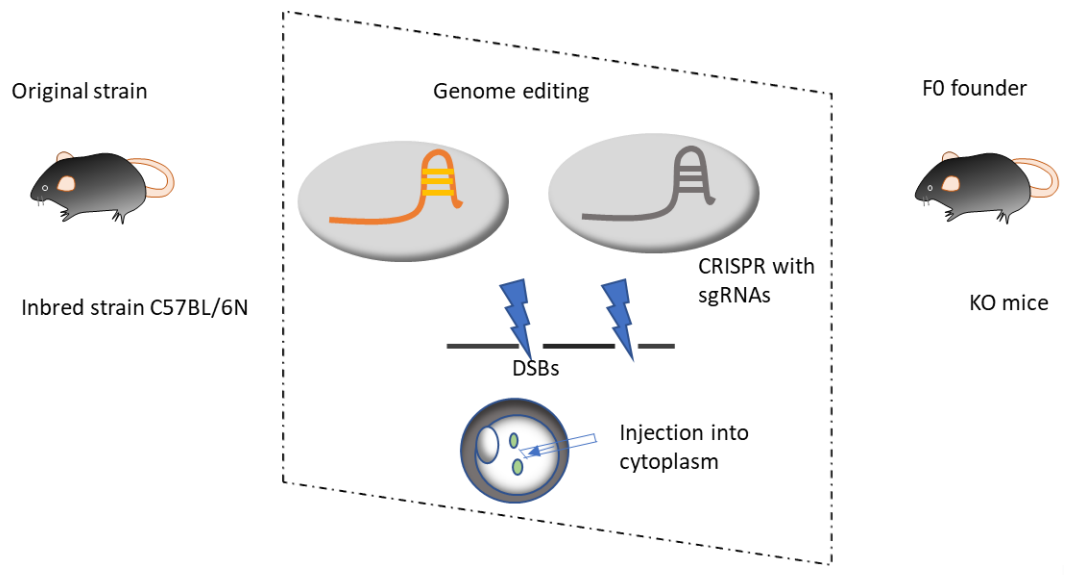 Original strain
Genome editing
F0 founder
CRISPR with
sgRNAs
Inbred strain C57BL/6N
KO mice
DSBs
Injection into
cytoplasm